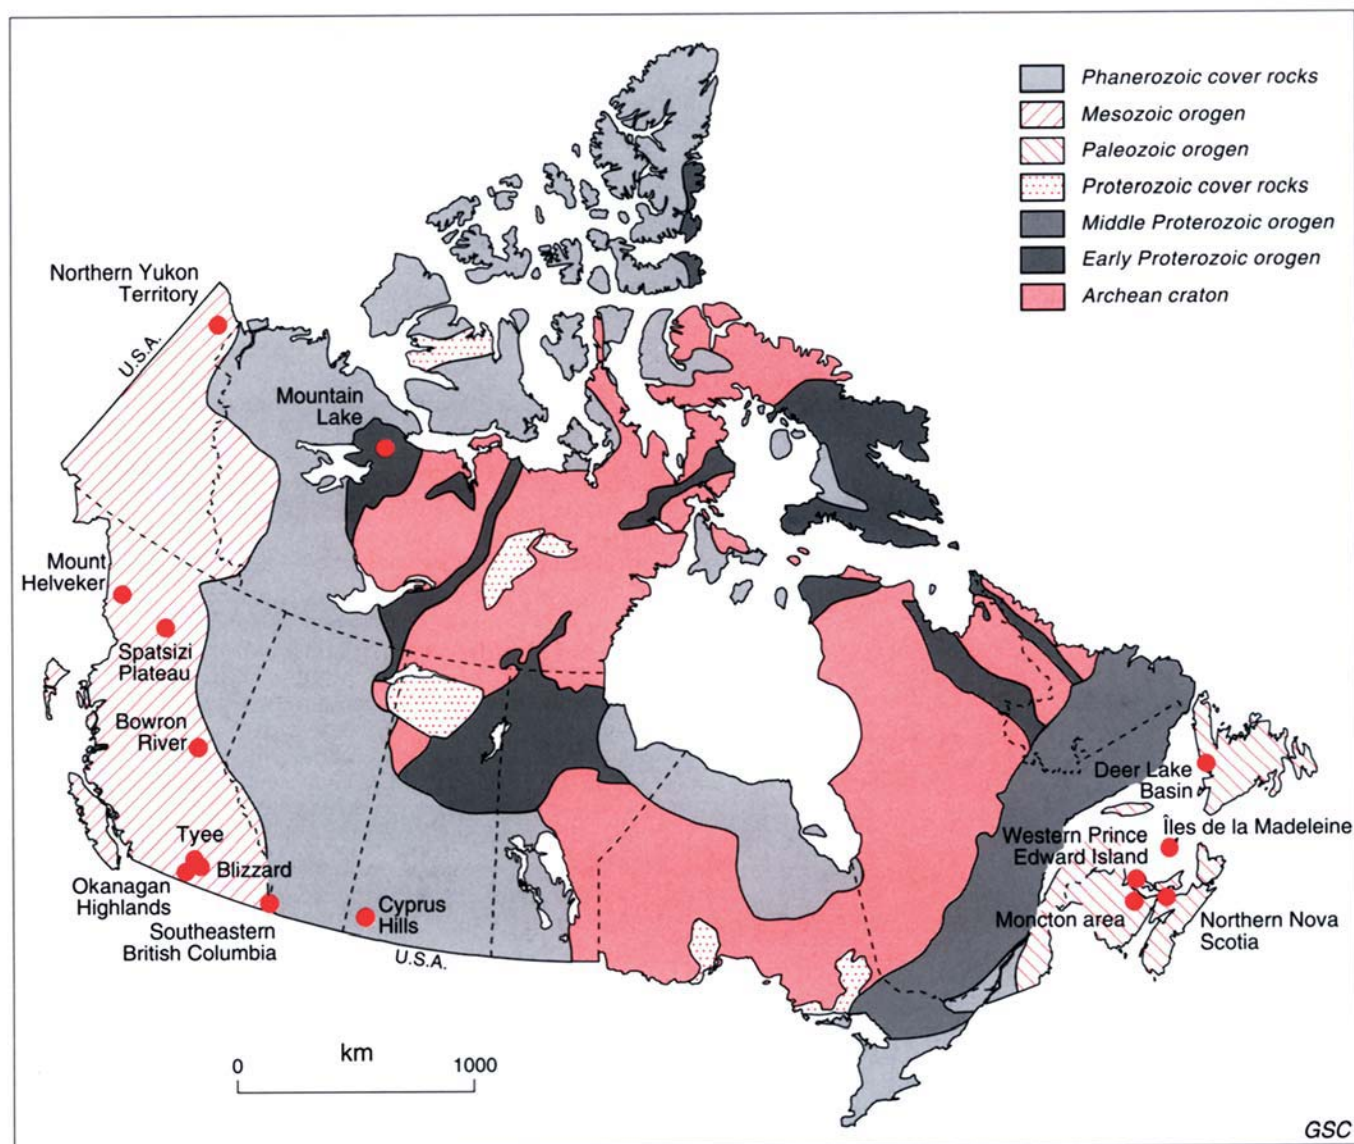 Phanerozoic cover rocks
Mesozoic orogen
Paleozoic orogen
Proterozoic cover rocks
Middle Proterozoic orogen
Early Proterozoic orogen
Archean craton
Northern Yukon
Territory
U.S.A.
Mountain
Lake
Mount
Helveker
Spatsizi
Plateau
Bowron
River
Tyee
Blizzard
Okanagan
Highlands
Southeastern
British Columbia
Cyprus
Hills
U.S.A.
Deer Lake
Basin
Îles de la Madeleine
Western Prince
Edward Island
Moncton area
Northern Nova
Scotia
km
0 1000
GSC